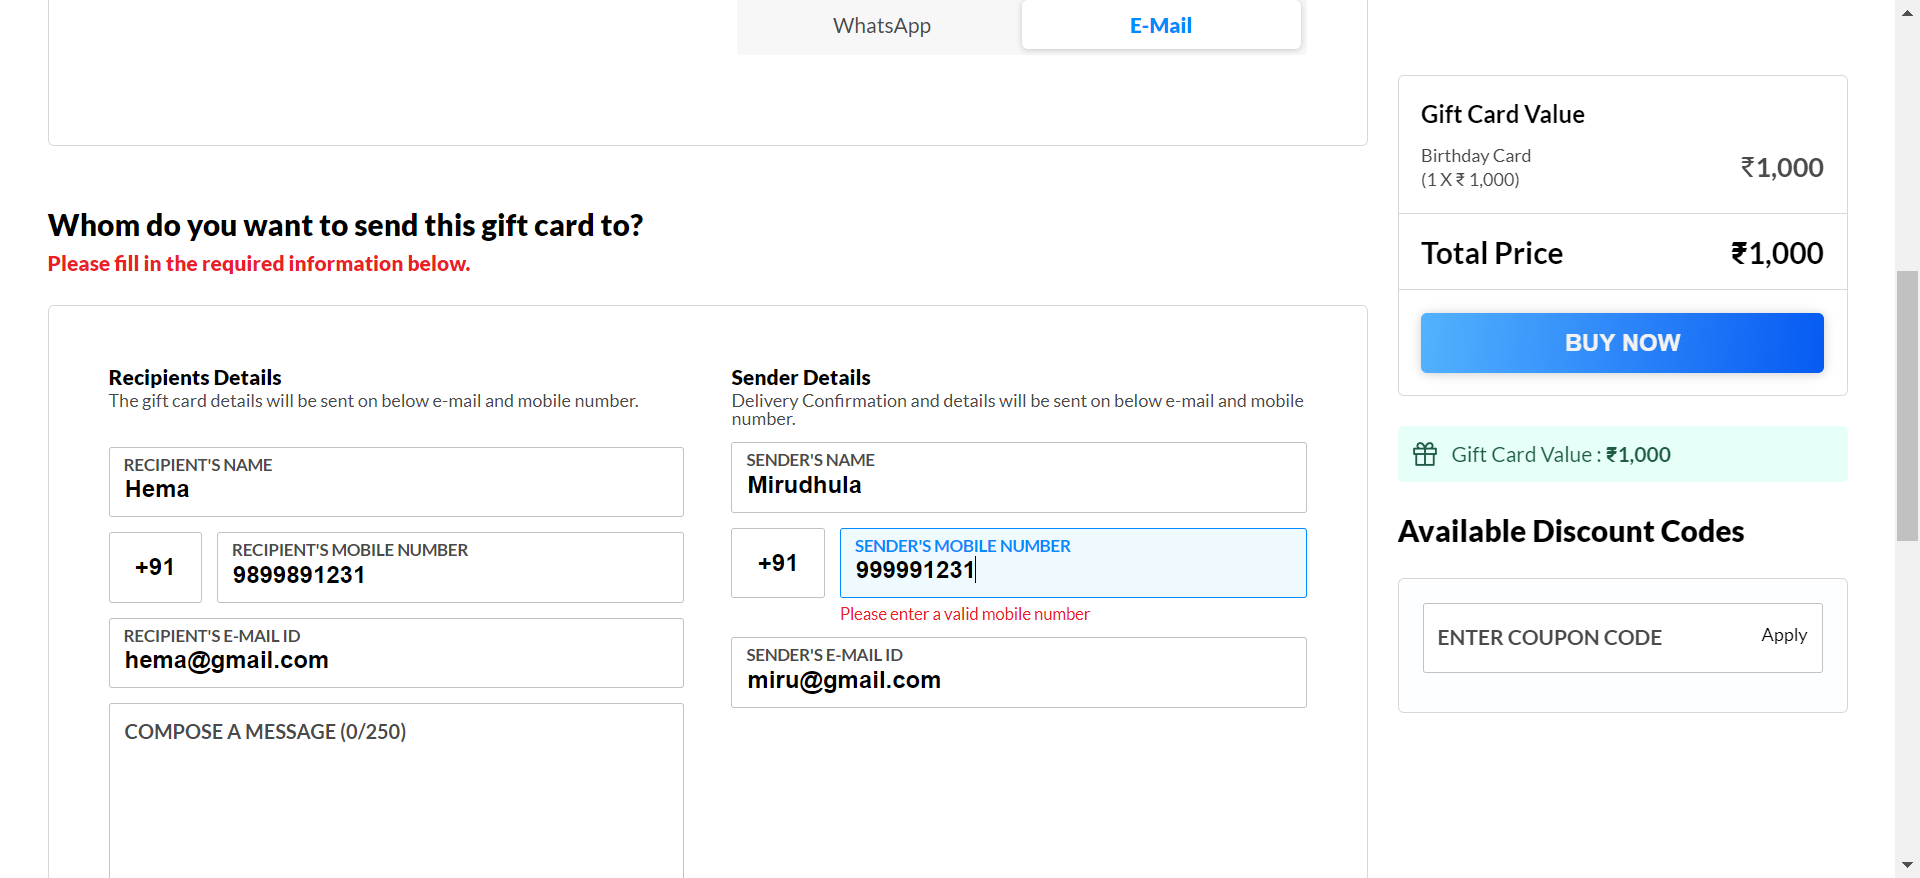 WhatsApp
E-Mail
Whom do you want to send this gift card to?
Please fill in the required information below.
Recipients Details
The gift card details will be sent on below e-mail and mobile number.
RECIPIENT'S NAME
Hema
+91
RECIPIENT'S MOBILE NUMBER
9899891231
RECIPIENT'S E-MAIL ID
hema@gmail.com
COMPOSE A MESSAGE (0/250)
Sender Details
Delivery Confirmation and details will be sent on below e-mail and mobile
number.
SENDER'S NAME
Mirudhula
+91
SENDER'S MOBILE NUMBER
999991231
Please enter a valid mobile number
SENDER'S E-MAIL ID
miru@gmail.com
Gift Card Value
Birthday Card
(1 X ₹ 1,000)
₹1,000
Total Price
₹1,000
BUY NOW
Gift Card Value : ₹1,000
Available Discount Codes
ENTER COUPON CODE
Apply